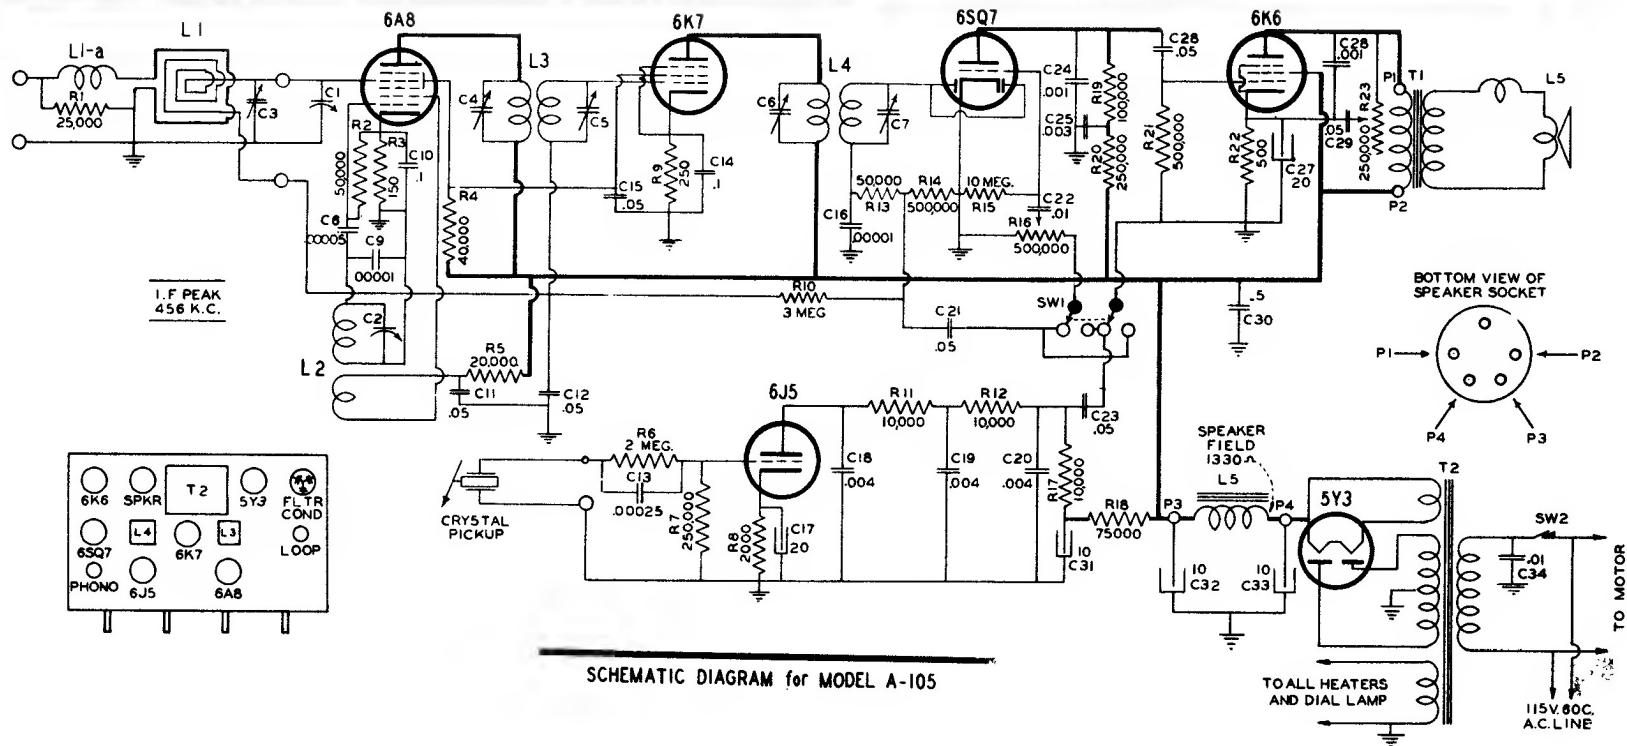 6A8
6K7
6SQ7
6K6
L1-a
L1
R1
25,000
C3
C1
R2
50,000
R3
150
C10
.1
C4
L3
C5
R4
40,000
C15
.05
R9
250
C14
.1
C6
L4
C7
C24
.001
C25
.003
R19
100,000
R20
250,000
C28
.05
R21
500,000
R22
500
C27
20
C28
.001
.05
C29
R23
250,000
P1
T1
P2
L5
C8
.00005
C9
.00001
C16
.00001
50,000
R13
R14
500,000
10 MEG.
R15
C22
.01
R16
500,000
I.F PEAK
456 K.C.
C2
L2
R10
3 MEG
C21
.05
SW1
.5
C30
R5
20,000
C11
.05
C12
.05
BOTTOM VIEW OF
SPEAKER SOCKET
P1
P2
P4
P3
6J5
R6
2 MEG.
C13
.00025
CRYSTAL
PICKUP
R7
250,000
R8
2000
C17
20
C18
.004
R11
10,000
C19
.004
R12
10,000
C20
.004
C23
.05
R17
10,000
10
C31
R18
75000
SPEAKER
FIELD
1330Ω
L5
P3
P4
10
C32
10
C33
5Y3
T2
SW2
.01
C34
TO MOTOR
TO ALL HEATERS
AND DIAL LAMP
115V. 60C.
A.C. LINE
6K6
SPKR
T2
5Y3
FLTR
COND
6SQ7
L4
6K7
L3
LOOP
PHONO
6J5
6A8
SCHEMATIC DIAGRAM for MODEL A-105